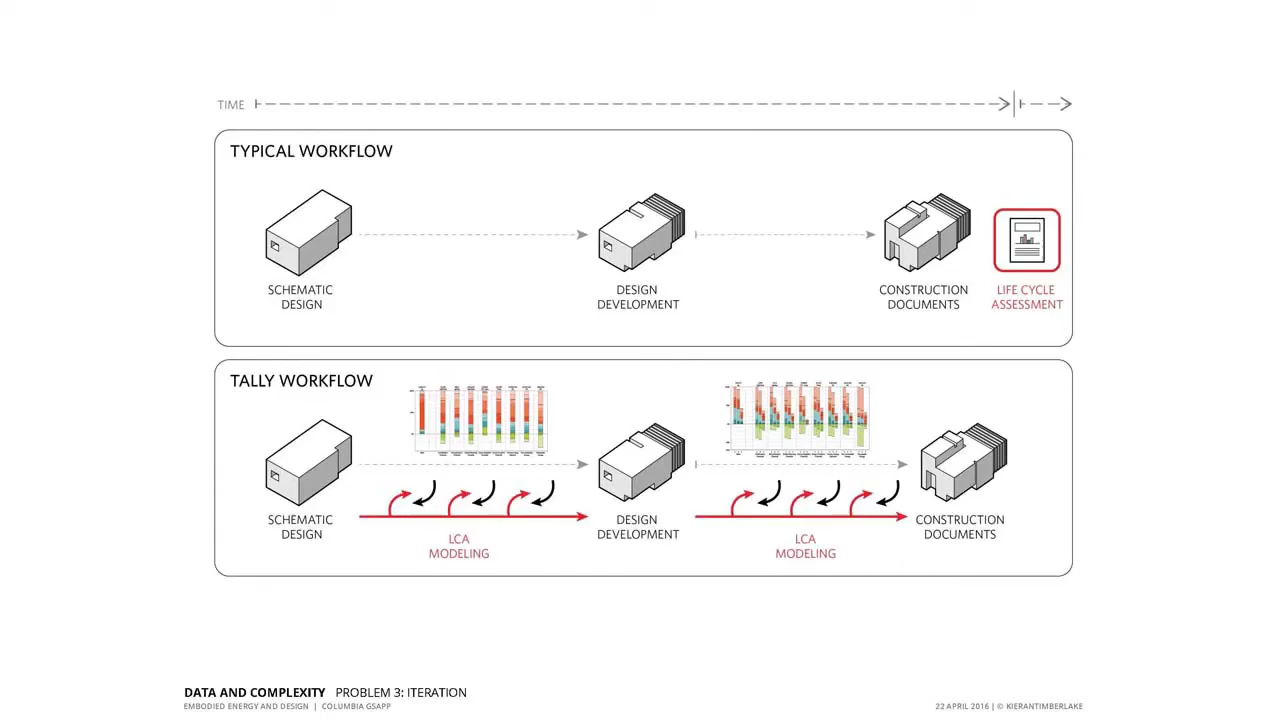 TIME
TYPICAL WORKFLOW
SCHEMATIC
DESIGN
DESIGN
DEVELOPMENT
CONSTRUCTION
DOCUMENTS
LIFE CYCLE
ASSESSMENT
TALLY WORKFLOW
SCHEMATIC
DESIGN
LCA
MODELING
DESIGN
DEVELOPMENT
LCA
MODELING
CONSTRUCTION
DOCUMENTS
DATA AND COMPLEXITY PROBLEM 3: ITERATION
EMBODIED ENERGY AND DESIGN | COLUMBIA GSAPP
22 APRIL 2016 | © KIERANTIMBERLAKE